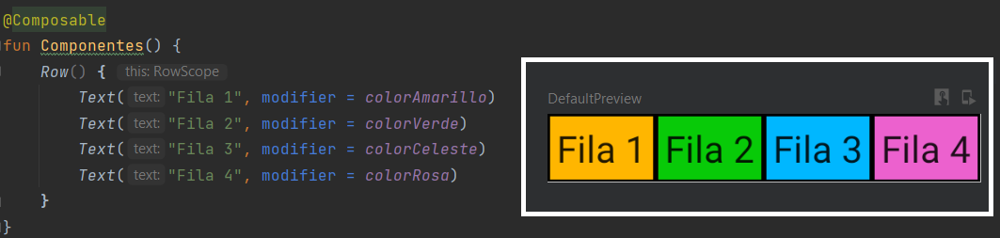 @Composable
fun Componentes() {
Row() { this: RowScope
Text( text: "Fila 1", modifier = colorAmarillo)
Text( text: "Fila 2", modifier = colorVerde)
Text( text: "Fila 3", modifier = colorCeleste)
Text( text: "Fila 4", modifier = colorRosa)
}
}
DefaultPreview
Fila 1 Fila 2 Fila 3 Fila 4